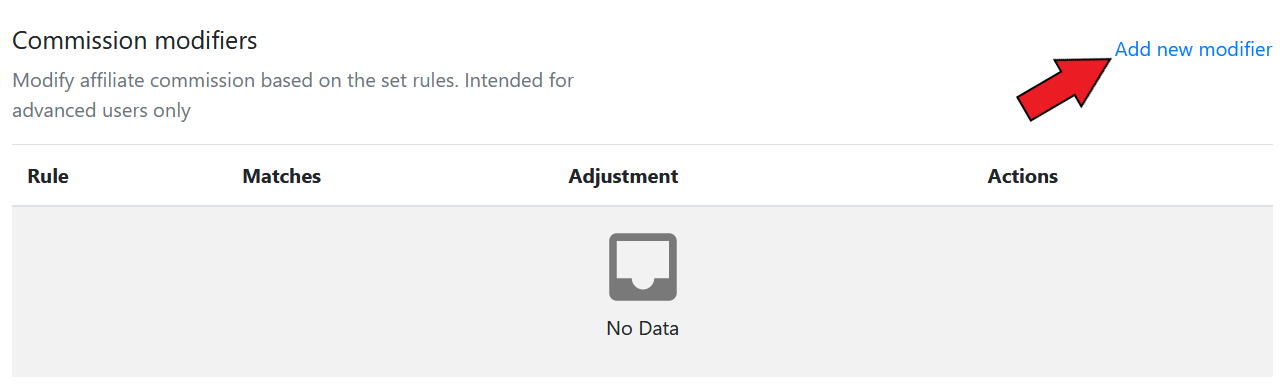 Commission modifiers
Add new modifier
Modify affiliate commission based on the set rules. Intended for
advanced users only
Rule Matches Adjustment Actions
No Data